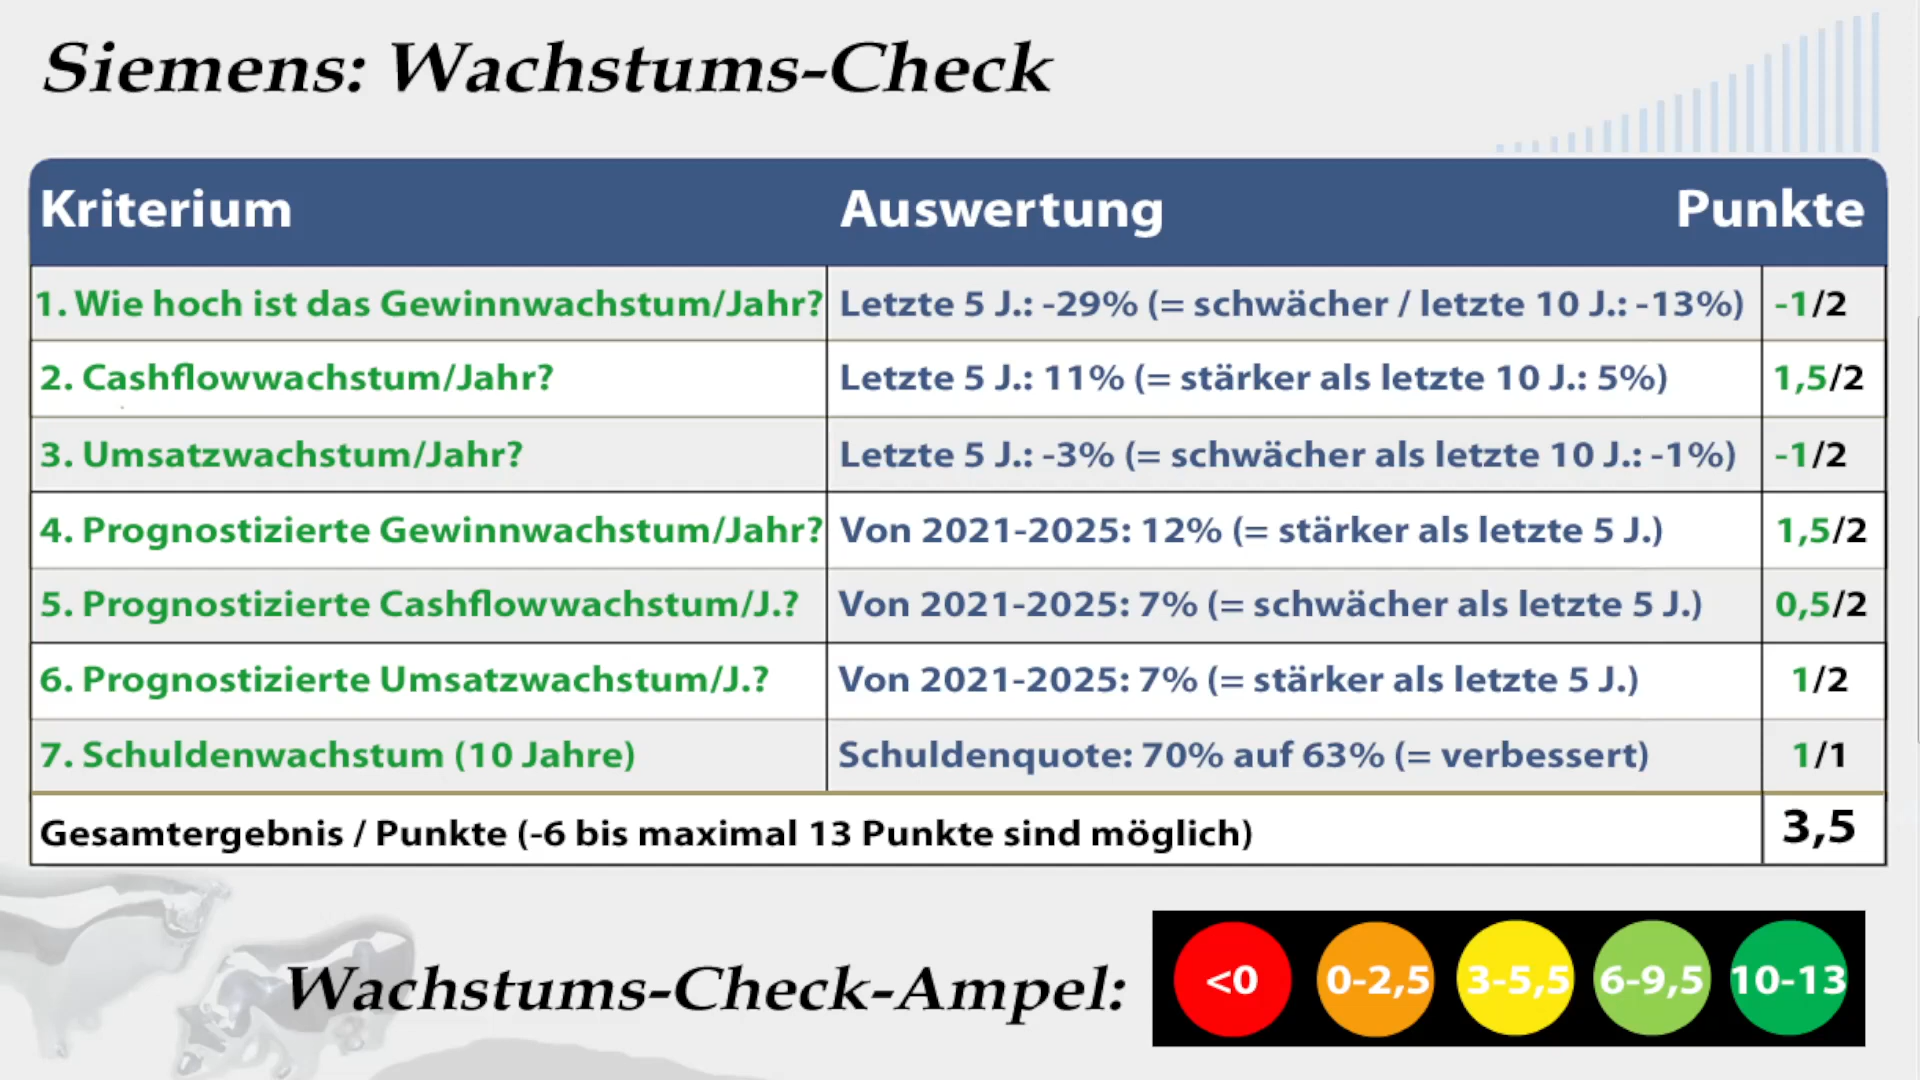 Siemens: Wachstums-Check
Kriterium Auswertung Punkte
1. Wie hoch ist das Gewinnwachstum/Jahr? Letzte 5 J.: -29% (= schwächer / letzte 10 J.: -13%) -1/2
2. Cashflowwachstum/Jahr? Letzte 5 J.: 11% (= stärker als letzte 10 J.: 5%) 1,5/2
3. Umsatzwachstum/Jahr? Letzte 5 J.: -3% (= schwächer als letzte 10 J.: -1%) -1/2
4. Prognostizierte Gewinnwachstum/Jahr? Von 2021-2025: 12% (= stärker als letzte 5 J.) 1,5/2
5. Prognostizierte Cashflowwachstum/J.? Von 2021-2025: 7% (= schwächer als letzte 5 J.) 0,5/2
6. Prognostizierte Umsatzwachstum/J.? Von 2021-2025: 7% (= stärker als letzte 5 J.) 1/2
7. Schuldenwachstum (10 Jahre) Schuldenquote: 70% auf 63% (= verbessert) 1/1
Gesamtergebnis / Punkte (-6 bis maximal 13 Punkte sind möglich) 3,5
Wachstums-Check-Ampel: <0 0-2,5 3-5,5 6-9,5 10-13